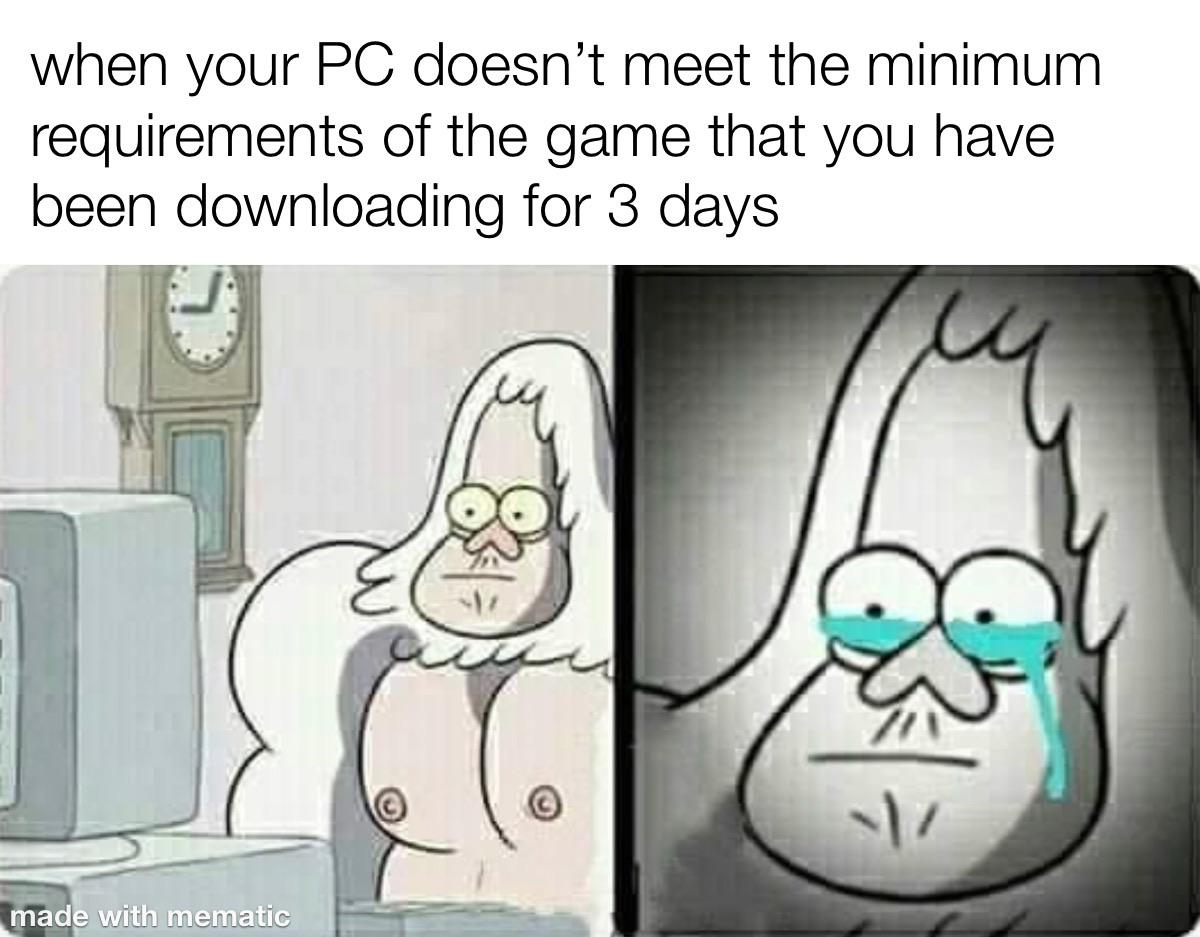 when your PC doesn’t meet the minimum
requirements of the game that you have
been downloading for 3 days
made with mematic